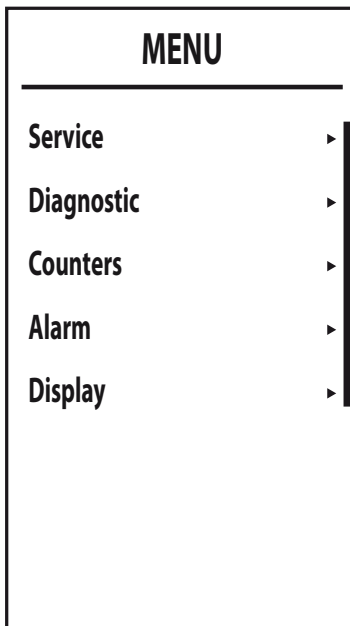 MENU
Service
Diagnostic
Counters
Alarm
Display